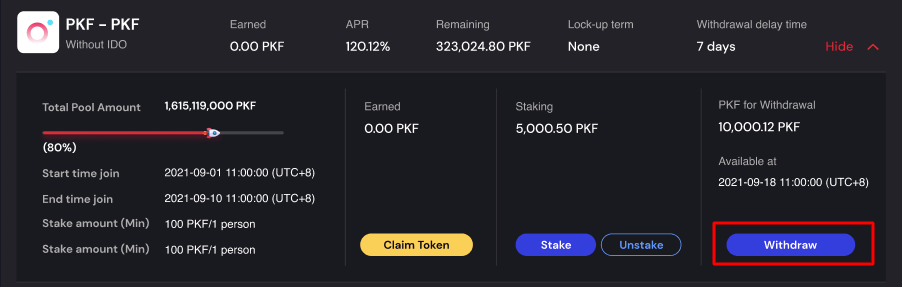 PKF - PKF
Without IDO
Earned
0.00 PKF
APR
120.12%
Remaining
323,024.80 PKF
Lock-up term
None
Withdrawal delay time
7 days
Hide
Total Pool Amount 1,615,119,000 PKF
(80%)
Start time join 2021-09-01 11:00:00 (UTC+8)
End time join 2021-09-10 11:00:00 (UTC+8)
Stake amount (Min) 100 PKF/1 person
Stake amount (Min) 100 PKF/1 person
Earned
0.00 PKF
Claim Token
Staking
5,000.50 PKF
Stake Unstake
PKF for Withdrawal
10,000.12 PKF
Available at
2021-09-18 11:00:00 (UTC+8)
Withdraw